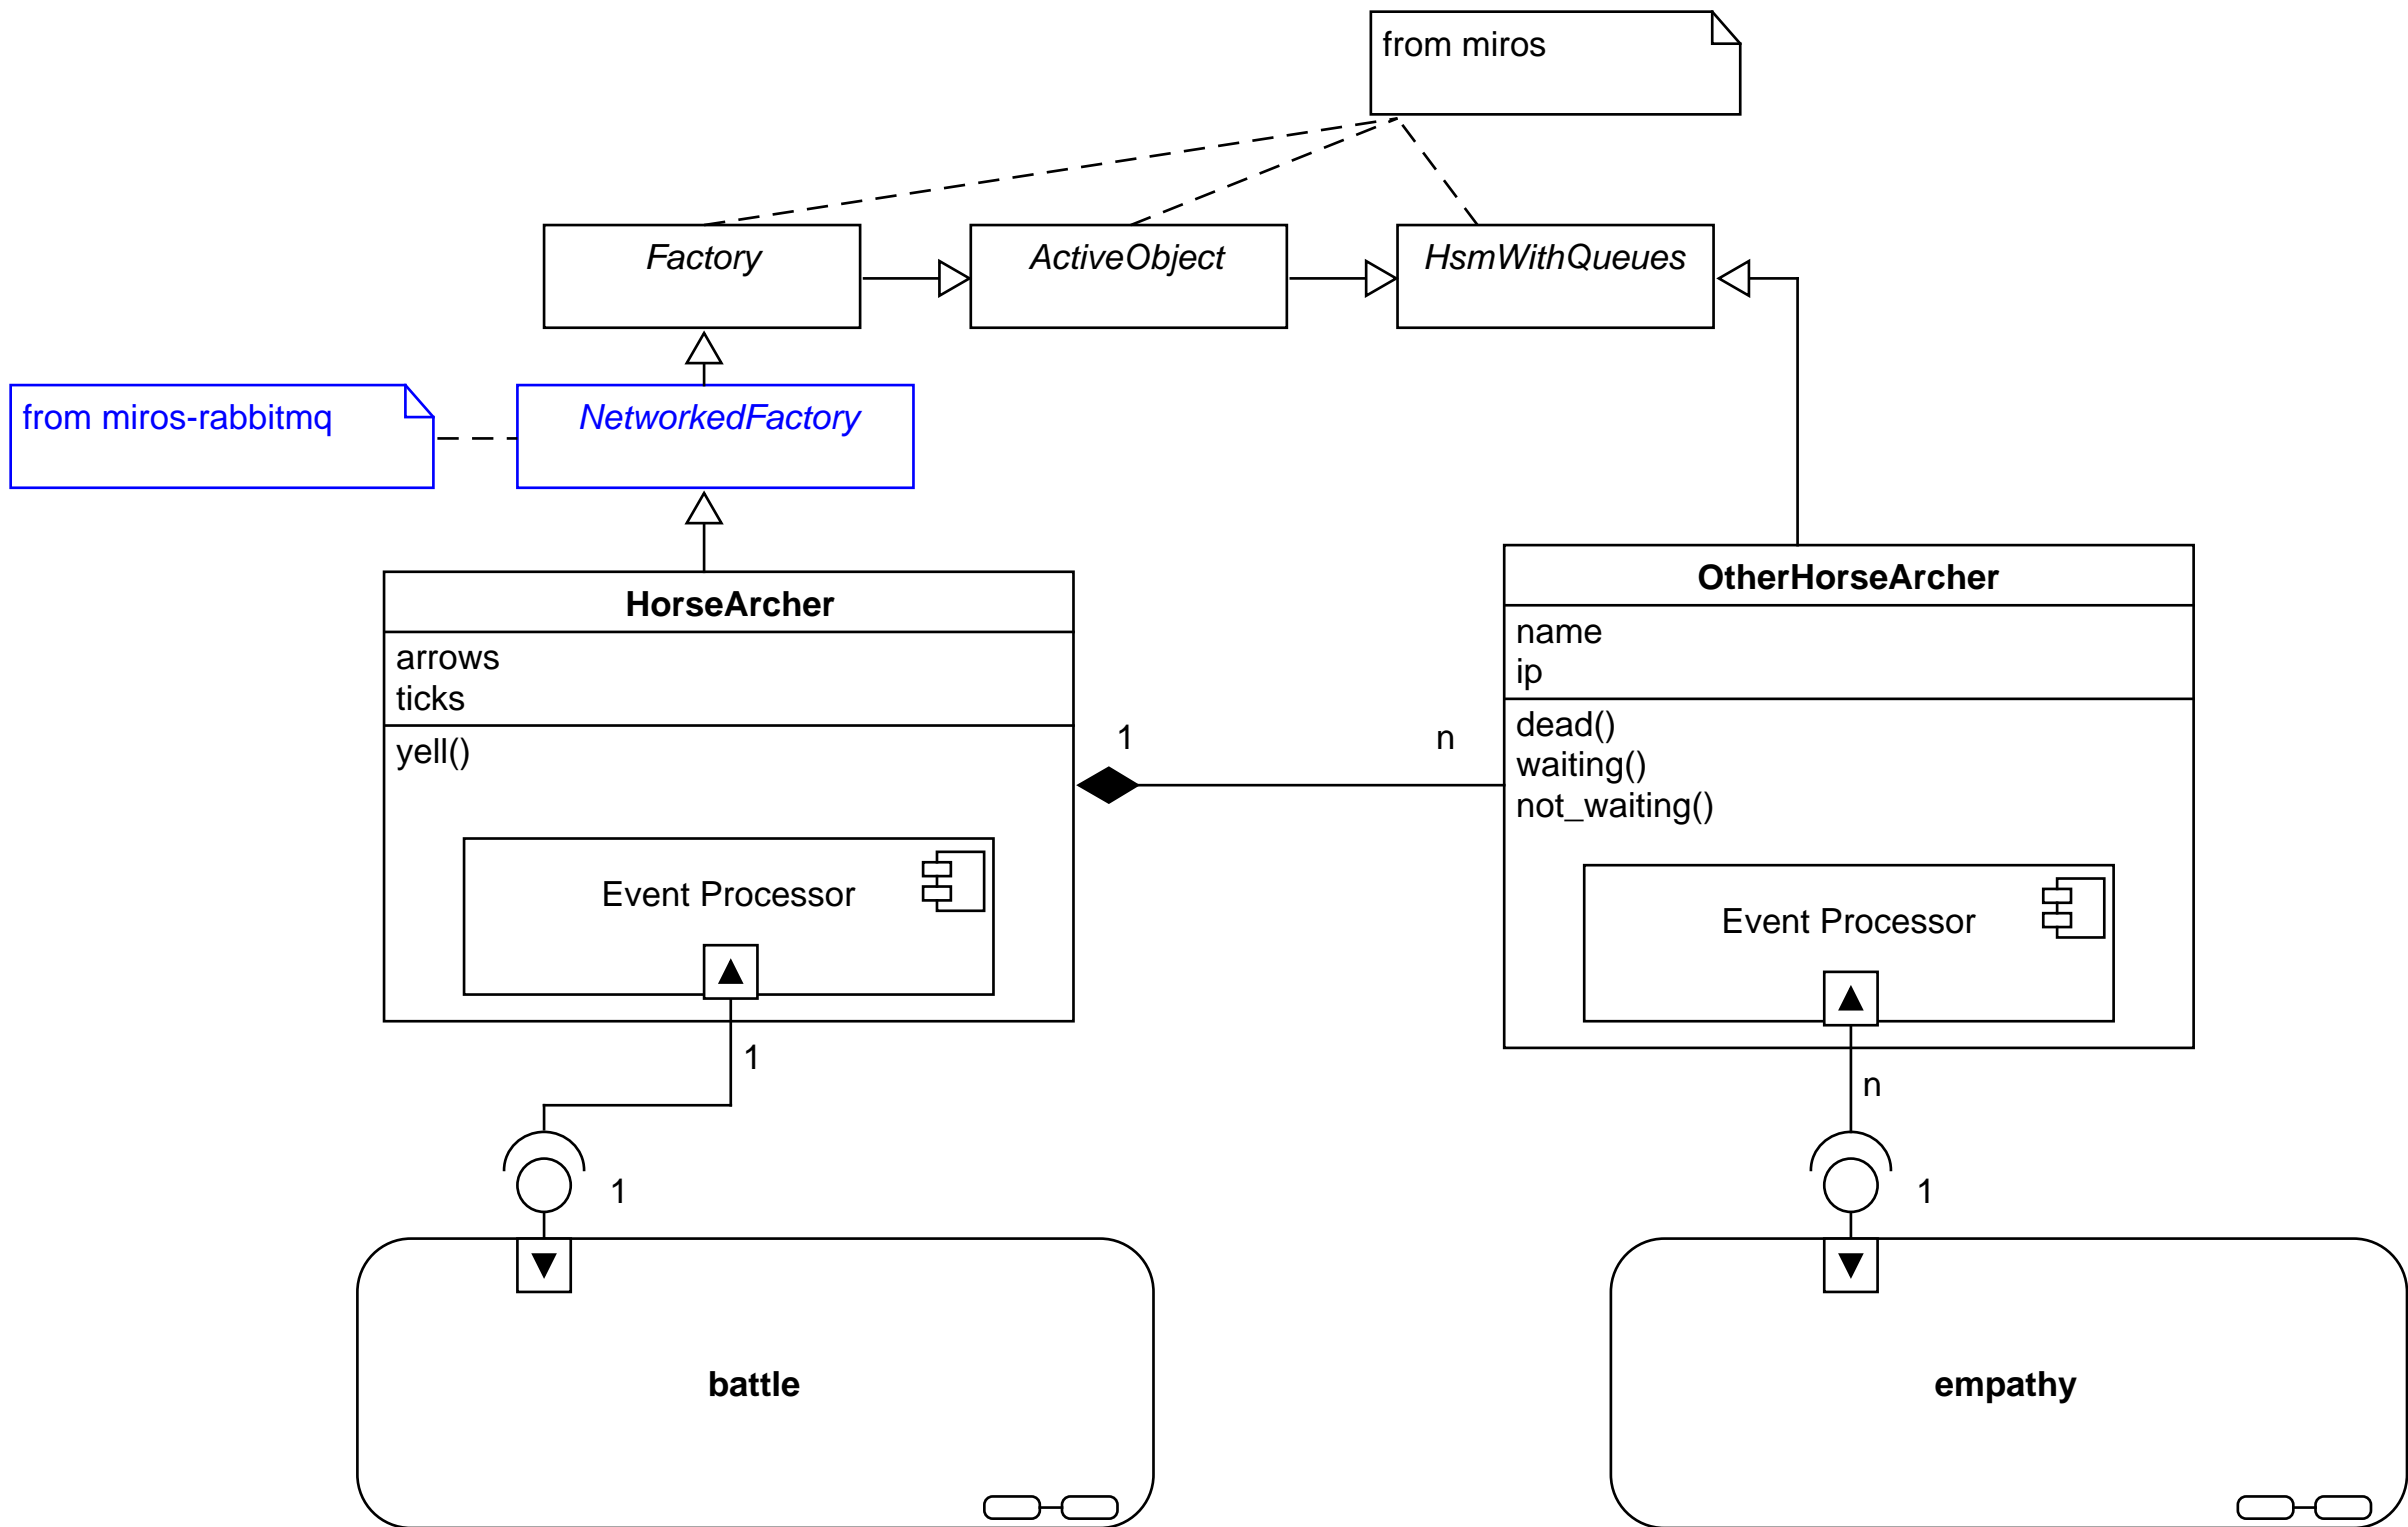 from miros
Factory
ActiveObject
HsmWithQueues
from miros-rabbitmq
NetworkedFactory
HorseArcher
arrows
ticks
yell()
Event Processor
1
n
OtherHorseArcher
name
ip
dead()
waiting()
not_waiting()
Event Processor
1
n
1
1
battle
empathy